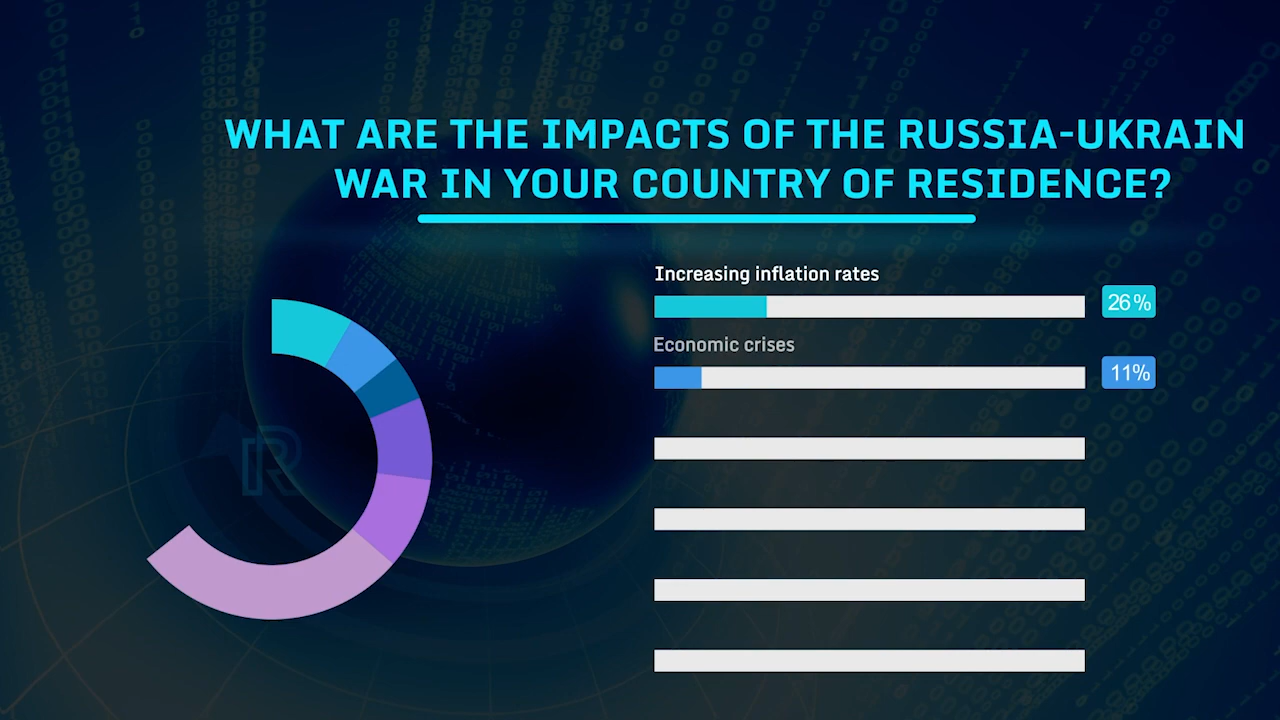 WHAT ARE THE IMPACTS OF THE RUSSIA-UKRAIN
WAR IN YOUR COUNTRY OF RESIDENCE?
Increasing inflation rates
26%
Economic crises
11%